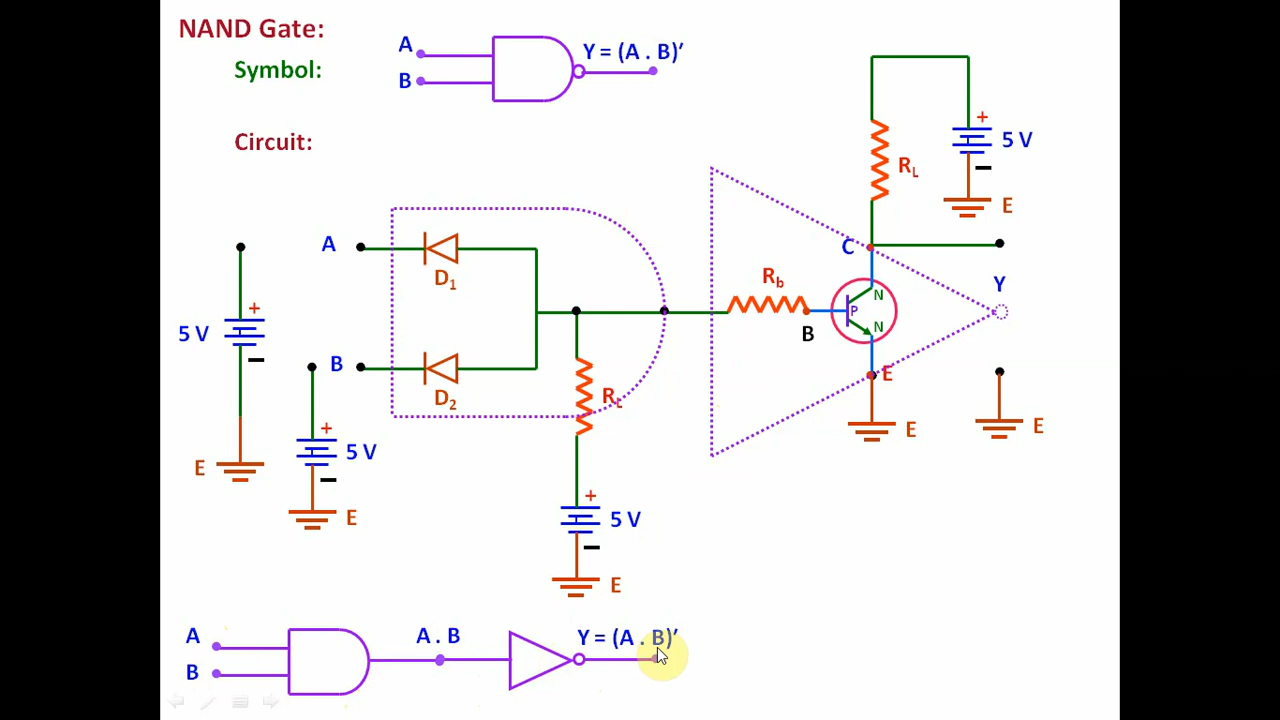 NAND Gate:
Symbol:
A
B
Y = (A . B)′
Circuit:
+
5 V
−
E
R_L
A
D₁
B
D₂
+
5 V
−
E
+
5 V
−
E
R_L
+
5 V
−
E
R_b
B
C
N
P
N
E
E
Y
E
A
B
A . B
Y = (A . B)′